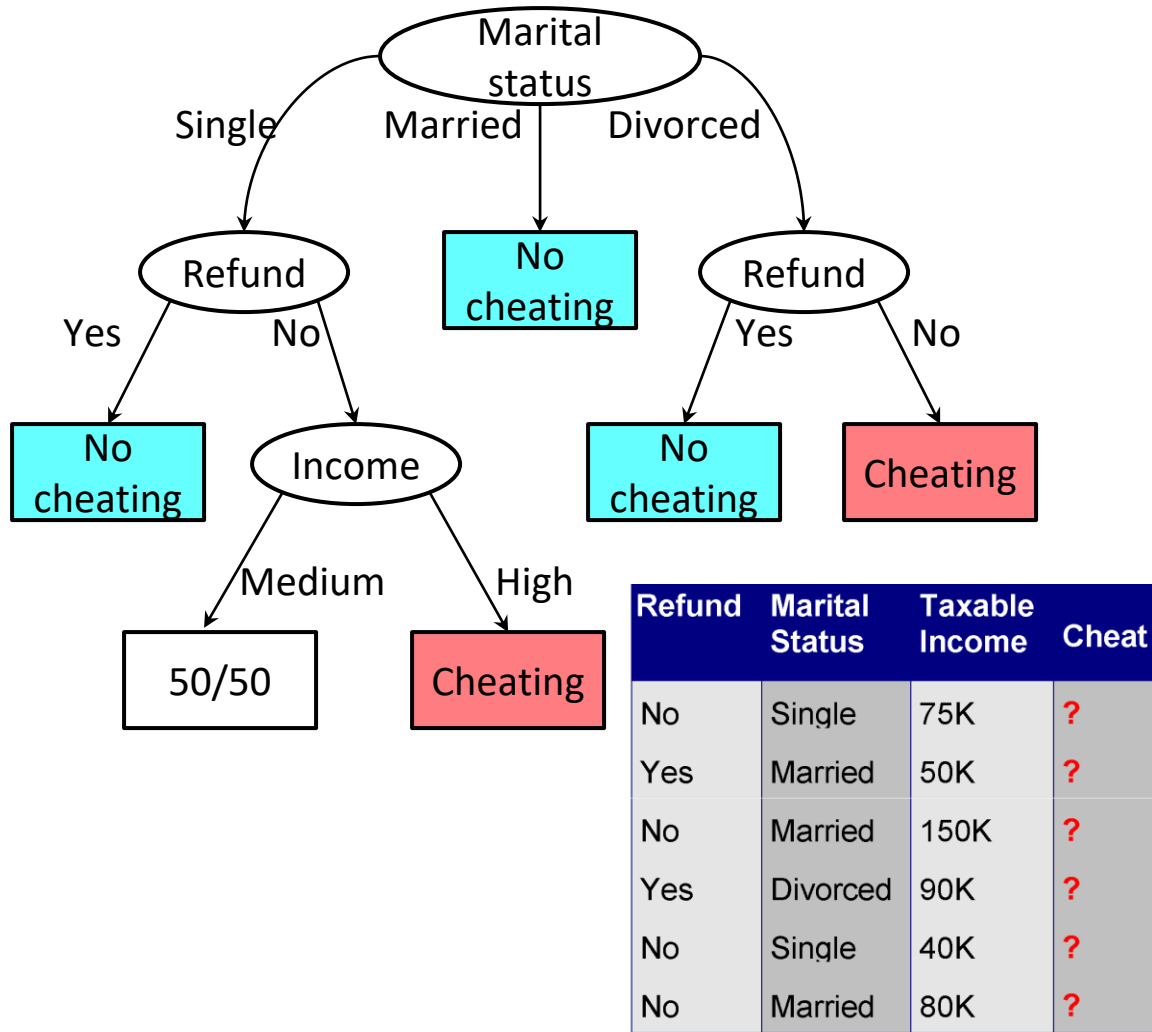 Marital
status
Single
Married
Divorced
Refund
No
cheating
Refund
Yes
No
Yes
No
No
cheating
Income
No
cheating
Cheating
Medium
High
50/50
Cheating
Refund Marital Status Taxable Income Cheat
No Single 75K ?
Yes Married 50K ?
No Married 150K ?
Yes Divorced 90K ?
No Single 40K ?
No Married 80K ?